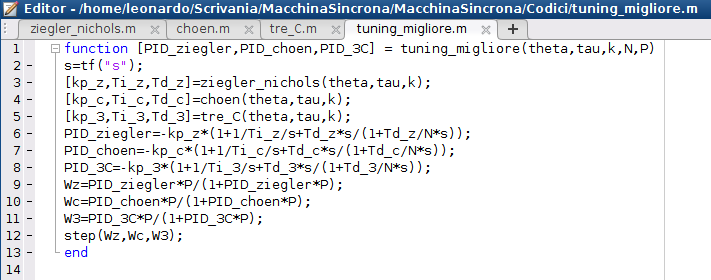 Editor - /home/leonardo/Scrivania/MacchinaSincrona/MacchinaSincrona/Codici/tuning_migliore.m
ziegler_nichols.m choen.m tre_C.m tuning_migliore.m
1 function [PID_ziegler,PID_choen,PID_3C] = tuning_migliore(theta,tau,k,N,P)
2 - s=tf("s");
3 - [kp_z,Ti_z,Td_z]=ziegler_nichols(theta,tau,k);
4 - [kp_c,Ti_c,Td_c]=choen(theta,tau,k);
5 - [kp_3,Ti_3,Td_3]=tre_C(theta,tau,k);
6 - PID_ziegler=-kp_z*(1+1/Ti_z/s+Td_z*s/(1+Td_z/N*s));
7 - PID_choen=-kp_c*(1+1/Ti_c/s+Td_c*s/(1+Td_c/N*s));
8 - PID_3C=-kp_3*(1+1/Ti_3/s+Td_3*s/(1+Td_3/N*s));
9 - Wz=PID_ziegler*P/(1+PID_ziegler*P);
10 - Wc=PID_choen*P/(1+PID_choen*P);
11 - W3=PID_3C*P/(1+PID_3C*P);
12 - step(Wz,Wc,W3);
13 - end
14